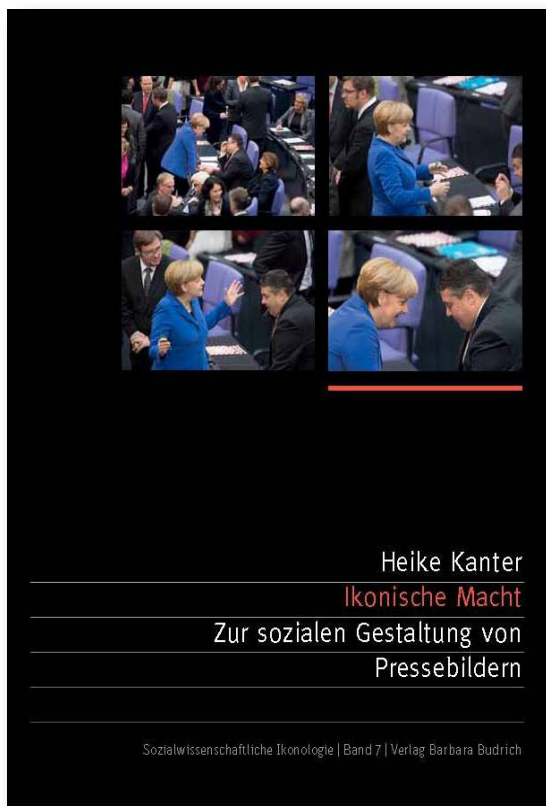 Heike Kanter
Ikonische Macht
Zur sozialen Gestaltung von
Pressebildern
Sozialwissenschaftliche Ikonologie | Band 7 | Verlag Barbara Budrich